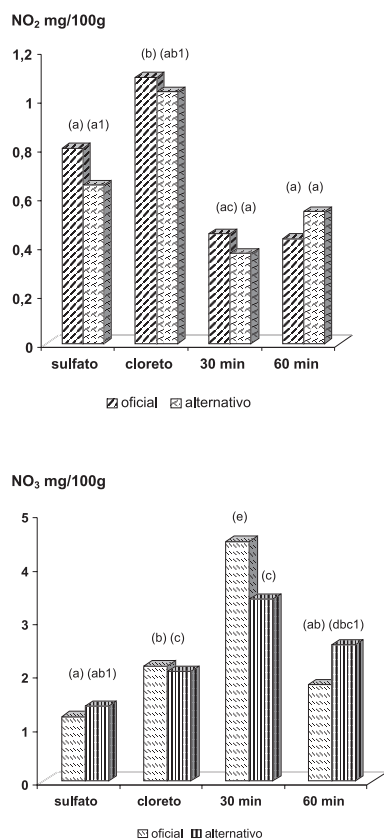 NO₂ mg/100g
1,2
1
0,8
0,6
0,4
0,2
0
(a) (a1)
(b) (ab1)
(ac) (a)
(a) (a)
sulfato cloreto 30 min 60 min
oficial alternativo
NO₃ mg/100g
5
4
3
2
1
0
(a) (ab1)
(b) (c)
(e)
(c)
(ab) (dbc1)
sulfato cloreto 30 min 60 min
oficial alternativo